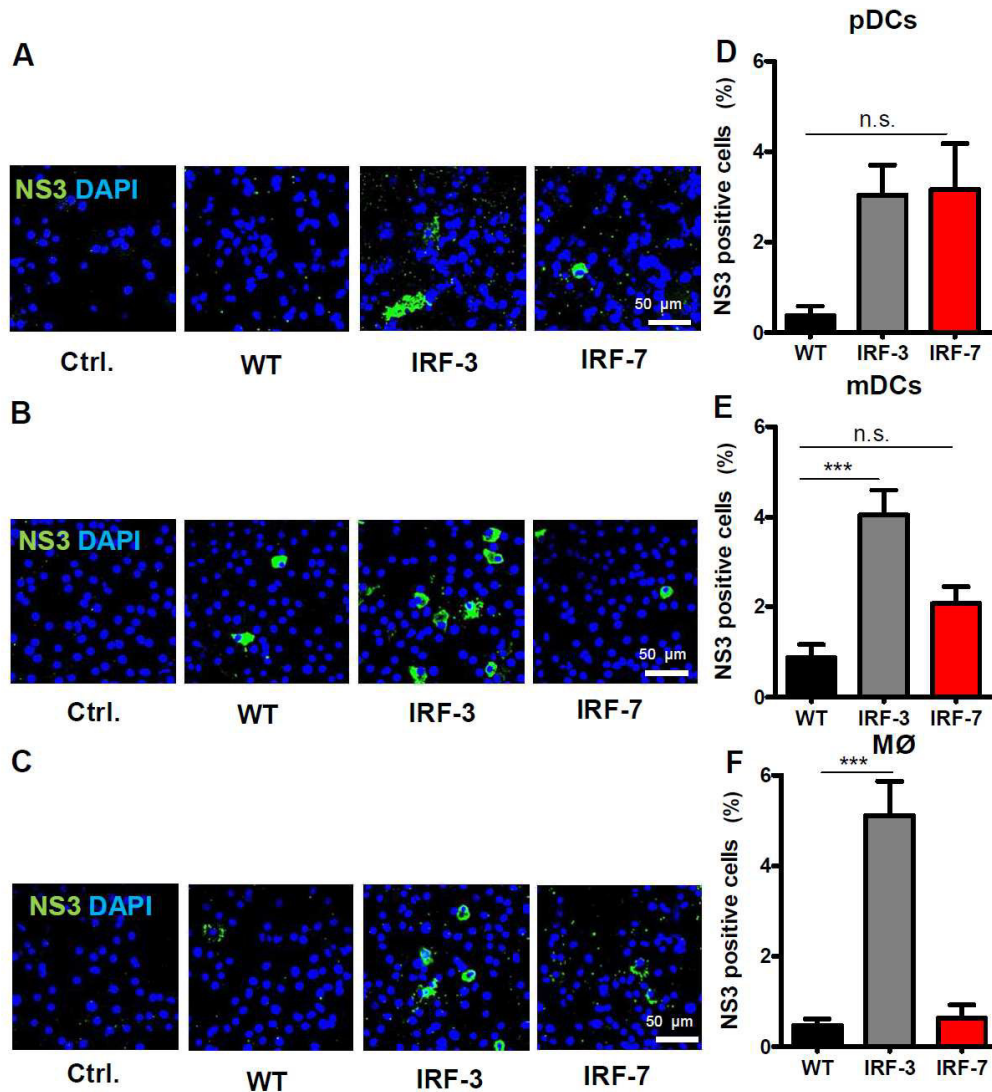 A
NS3 DAPI
50 µm
Ctrl.
WT
IRF-3
IRF-7
D
pDCs
NS3 positive cells (%)
6
4
2
0
n.s.
WT
IRF-3
IRF-7
B
NS3 DAPI
50 µm
Ctrl.
WT
IRF-3
IRF-7
E
mDCs
NS3 positive cells (%)
6
4
2
0
n.s.
***
WT
IRF-3
IRF-7
C
NS3 DAPI
50 µm
Ctrl.
WT
IRF-3
IRF-7
F
MØ
NS3 positive cells (%)
6
4
2
0
***
WT
IRF-3
IRF-7